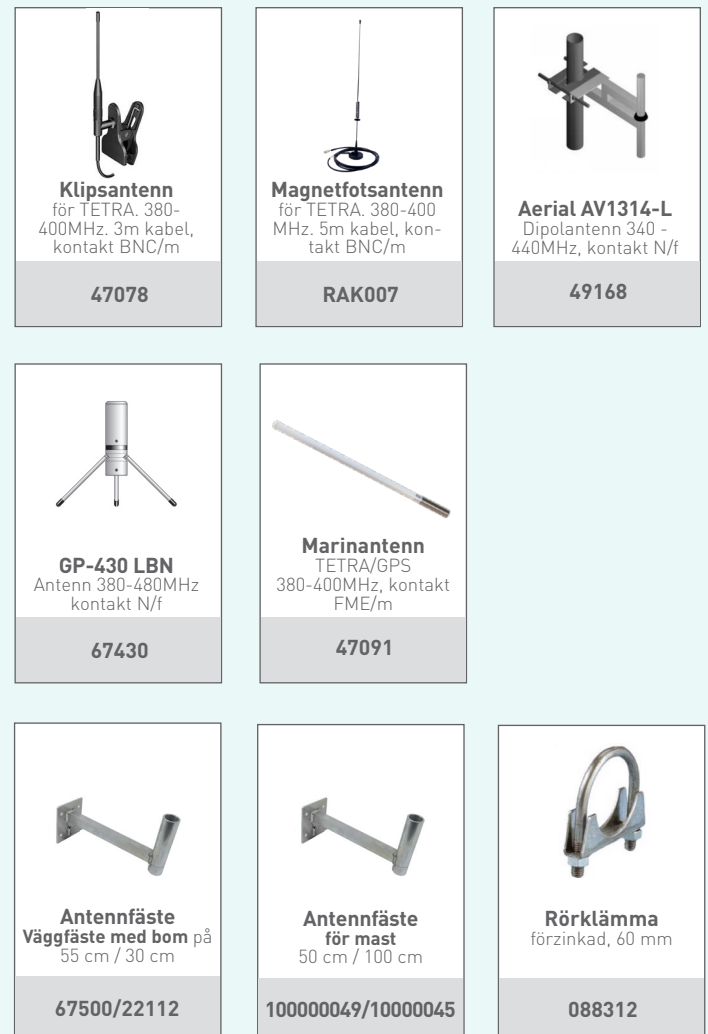 Klipsantenn
för TETRA. 380-
400MHz. 3m kabel,
kontakt BNC/m
47078
Magnetfotsantenn
för TETRA. 380-400
MHz. 5m kabel, kon-
takt BNC/m
RAK007
Aerial AV1314-L
Dipolantenn 340 -
440MHz, kontakt N/f
49168
GP-430 LBN
Antenn 380-480MHz
kontakt N/f
67430
Marinantenn
TETRA/GPS
380-400MHz, kontakt
FME/m
47091
Antennfäste
Väggfäste med bom på
55 cm / 30 cm
67500/22112
Antennfäste
för mast
50 cm / 100 cm
100000049/10000045
Rörklämma
förzinkad, 60 mm
088312